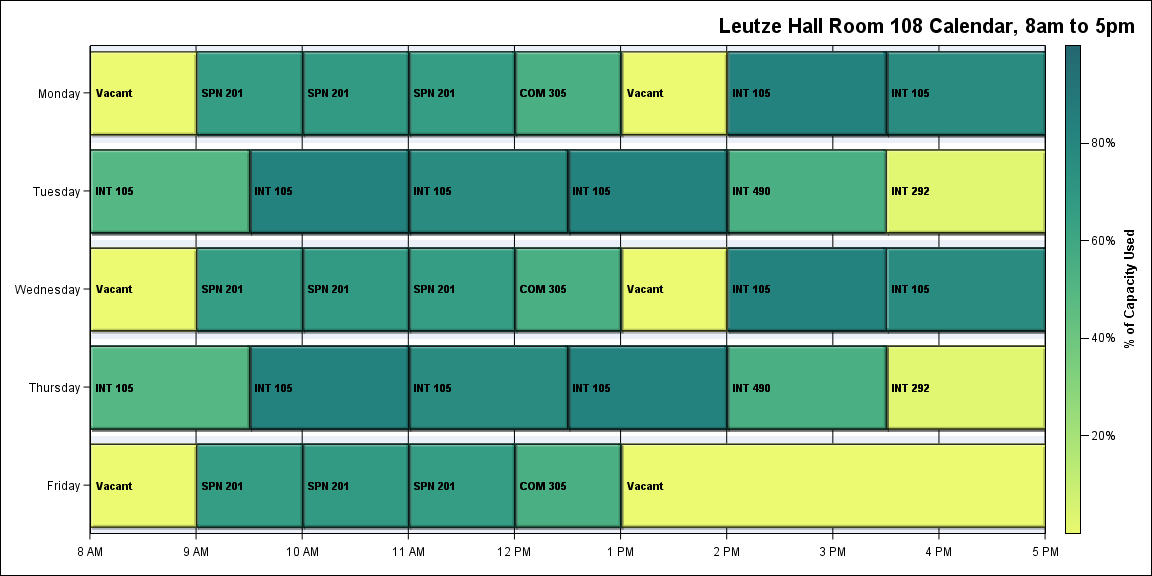 Leutze Hall Room 108 Calendar, 8am to 5pm
Monday
Vacant
SPN 201
SPN 201
SPN 201
COM 305
Vacant
INT 105
INT 105
Tuesday
INT 105
INT 105
INT 105
INT 105
INT 490
INT 292
Wednesday
Vacant
SPN 201
SPN 201
SPN 201
COM 305
Vacant
INT 105
INT 105
Thursday
INT 105
INT 105
INT 105
INT 105
INT 490
INT 292
Friday
Vacant
SPN 201
SPN 201
SPN 201
COM 305
Vacant
8 AM
9 AM
10 AM
11 AM
12 PM
1 PM
2 PM
3 PM
4 PM
5 PM
80%
60%
40%
20%
% of Capacity Used